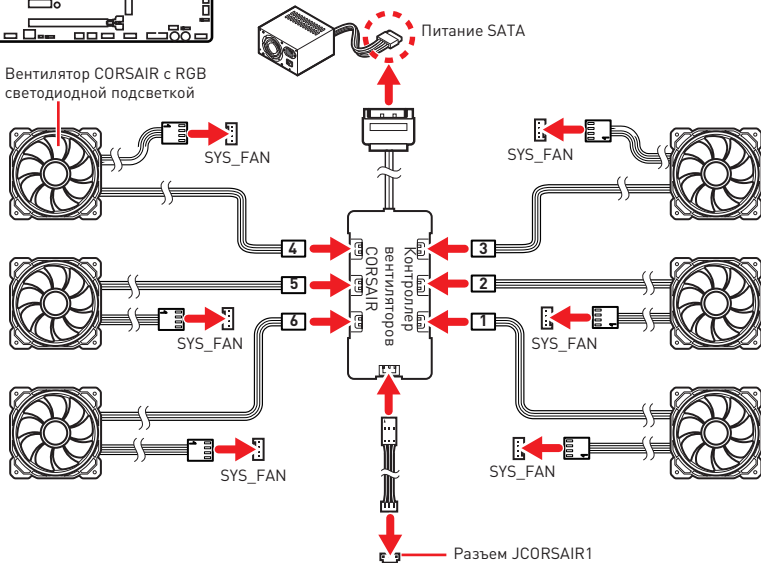 Питание SATA
Вентилятор CORSAIR с RGB
светодиодной подсветкой
SYS_FAN
SYS_FAN
4
3
5
2
6
1
Контроллер
вентиляторов
CORSAIR
SYS_FAN
SYS_FAN
SYS_FAN
SYS_FAN
Разъем JCORSAIR1